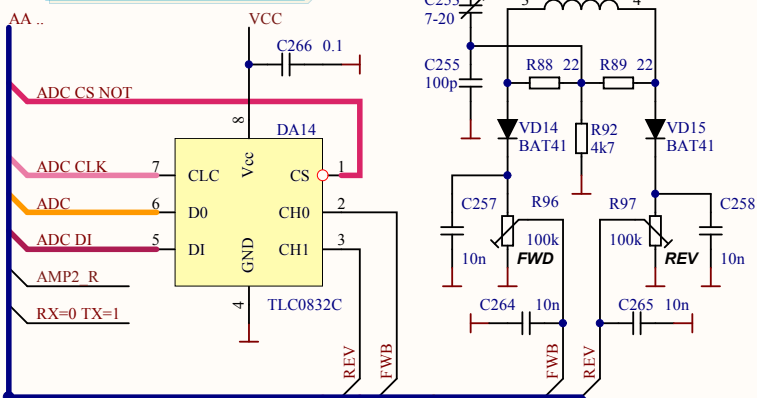 AA ..
VCC
C253
7-20
3
4
C266 0.1
C255
100p
R88 22
R89 22
ADC CS NOT
8
DA14
VD14
BAT41
R92
4k7
VD15
BAT41
Vcc
ADC CLK
7 CLC
CS 1
ADC
6 D0
CH0 2
C257
R96
R97
C258
ADC DI
5 DI
CH1 3
100k
100k
10n
FWD
REV
10n
GND
AMP2 R
4
TLC0832C
C264 10n
C265 10n
RX=0 TX=1
REV
FWB
FWB
REV